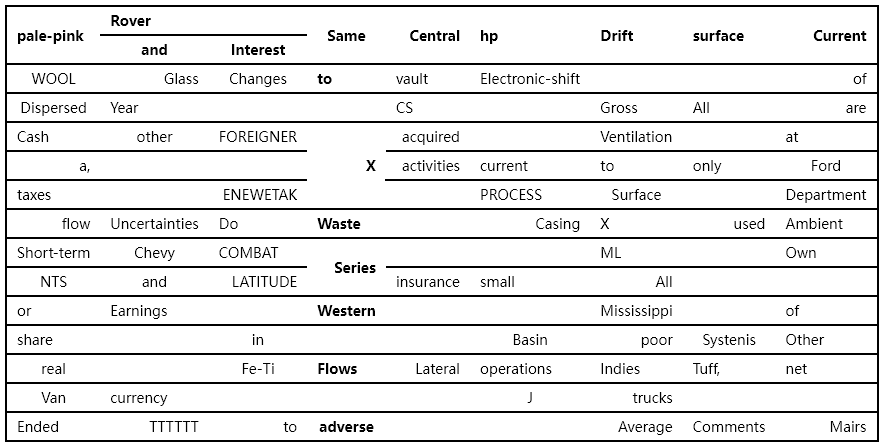 Rover
pale-pink and Interest Same Central hp Drift surface Current
WOOL Glass Changes to vault Electronic-shift of
Dispersed Year CS Gross All are
Cash other FOREIGNER acquired Ventilation at
a, X activities current to only Ford
taxes ENEWETAK PROCESS Surface Department
flow Uncertainties Do Waste Casing X used Ambient
Short-term Chevy COMBAT ML Own
Series
NTS and LATITUDE insurance small All
or Earnings Western Mississippi of
share in Basin poor Systenis Other
real Fe-Ti Flows Lateral operations Indies Tuff, net
Van currency J trucks
Ended TTTTTT to adverse Average Comments Mairs